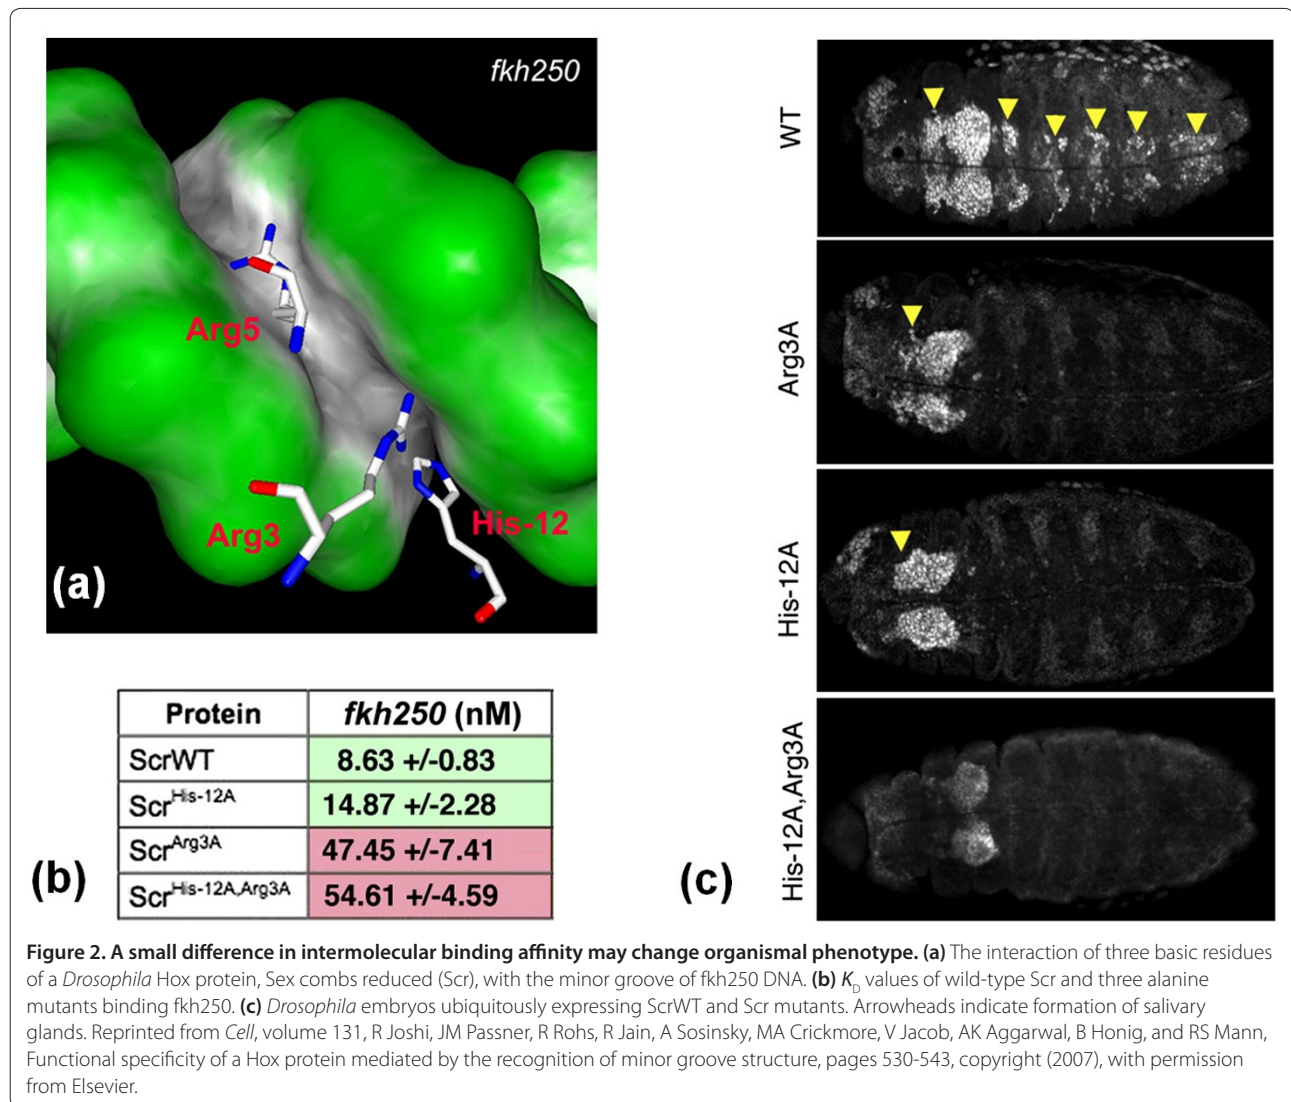 fkh250
Arg5
Arg3
His-12
(a)
Protein fkh250 (nM)
ScrWT 8.63 +/-0.83
ScrHis-12A 14.87 +/-2.28
ScrArg3A 47.45 +/-7.41
ScrHis-12A,Arg3A 54.61 +/-4.59
(b)
WT
Arg3A
His-12A
His-12A,Arg3A
(c)
Figure 2. A small difference in intermolecular binding affinity may change organismal phenotype. (a) The interaction of three basic residues
of a Drosophila Hox protein, Sex combs reduced (Scr), with the minor groove of fkh250 DNA. (b) KD values of wild-type Scr and three alanine
mutants binding fkh250. (c) Drosophila embryos ubiquitously expressing ScrWT and Scr mutants. Arrowheads indicate formation of salivary
glands. Reprinted from Cell, volume 131, R Joshi, JM Passner, R Rohs, R Jain, A Sosinsky, MA Crickmore, V Jacob, AK Aggarwal, B Honig, and RS Mann,
Functional specificity of a Hox protein mediated by the recognition of minor groove structure, pages 530-543, copyright (2007), with permission
from Elsevier.